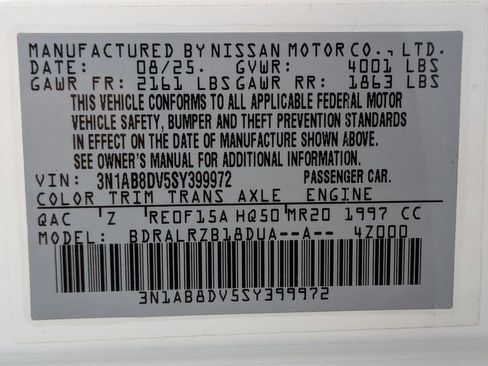 MANUFACTURED BY NISSAN MOTOR CO., LTD.
DATE: 08/25. GVWR: 4001 LBS
GAWR FR: 2161 LBS GAWR RR: 1863 LBS
THIS VEHICLE CONFORMS TO ALL APPLICABLE FEDERAL MOTOR
VEHICLE SAFETY, BUMPER AND THEFT PREVENTION STANDARDS
IN EFFECT ON THE DATE OF MANUFACTURE SHOWN ABOVE.
SEE OWNER'S MANUAL FOR ADDITIONAL INFORMATION.
VIN: 3N1AB8DV5SY399972 PASSENGER CAR.
COLOR TRIM TRANS AXLE ENGINE
QAC Z RE0F15A HQ50 MR20 1997 CC
MODEL: BDRALRZB18DUA--A-- 4Z000
3N1AB8DV5SY399972